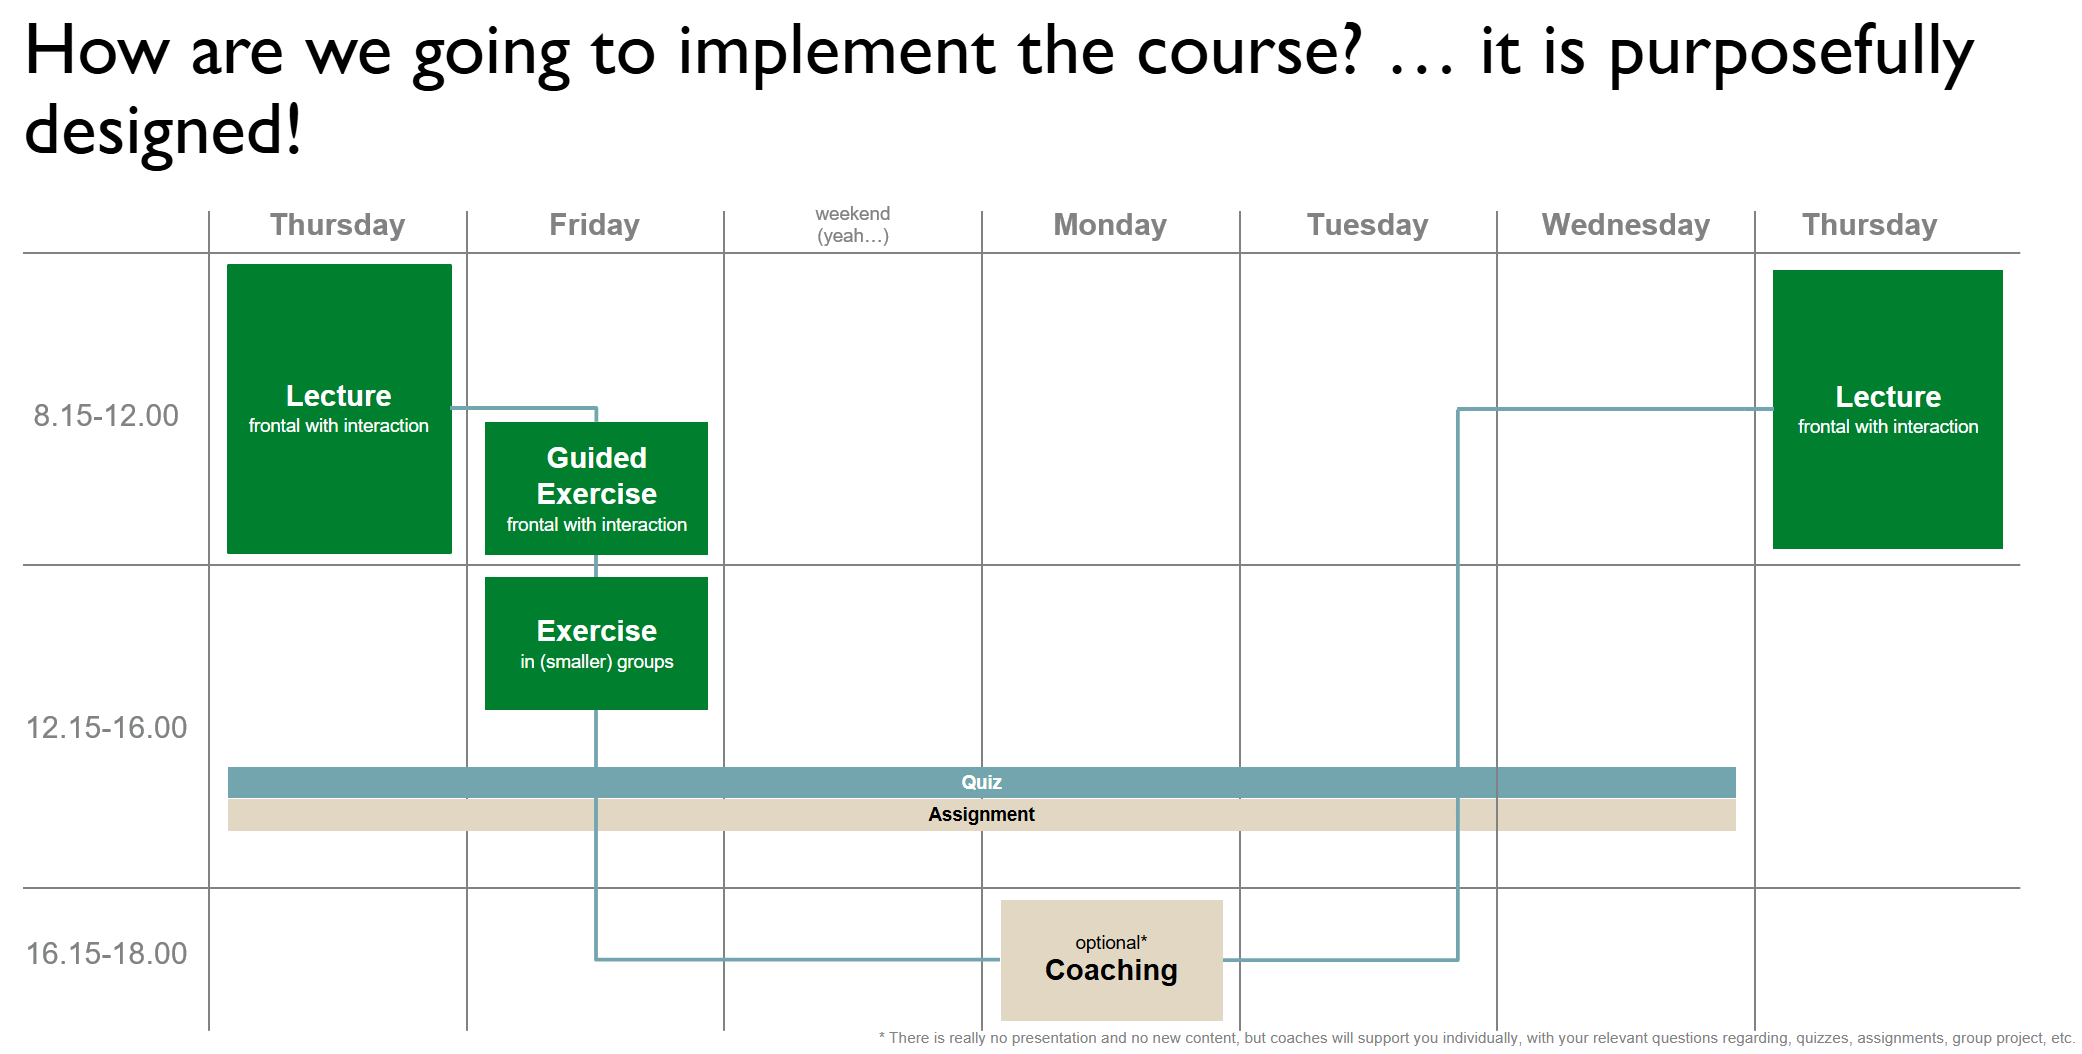 How are we going to implement the course? … it is purposefully
designed!
Thursday
Friday
weekend
(yeah…)
Monday
Tuesday
Wednesday
Thursday
8.15-12.00
Lecture
frontal with interaction
Guided
Exercise
frontal with interaction
Lecture
frontal with interaction
12.15-16.00
Exercise
in (smaller) groups
Quiz
Assignment
16.15-18.00
optional*
Coaching
* There is really no presentation and no new content, but coaches will support you individually, with your relevant questions regarding, quizzes, assignments, group project, etc.